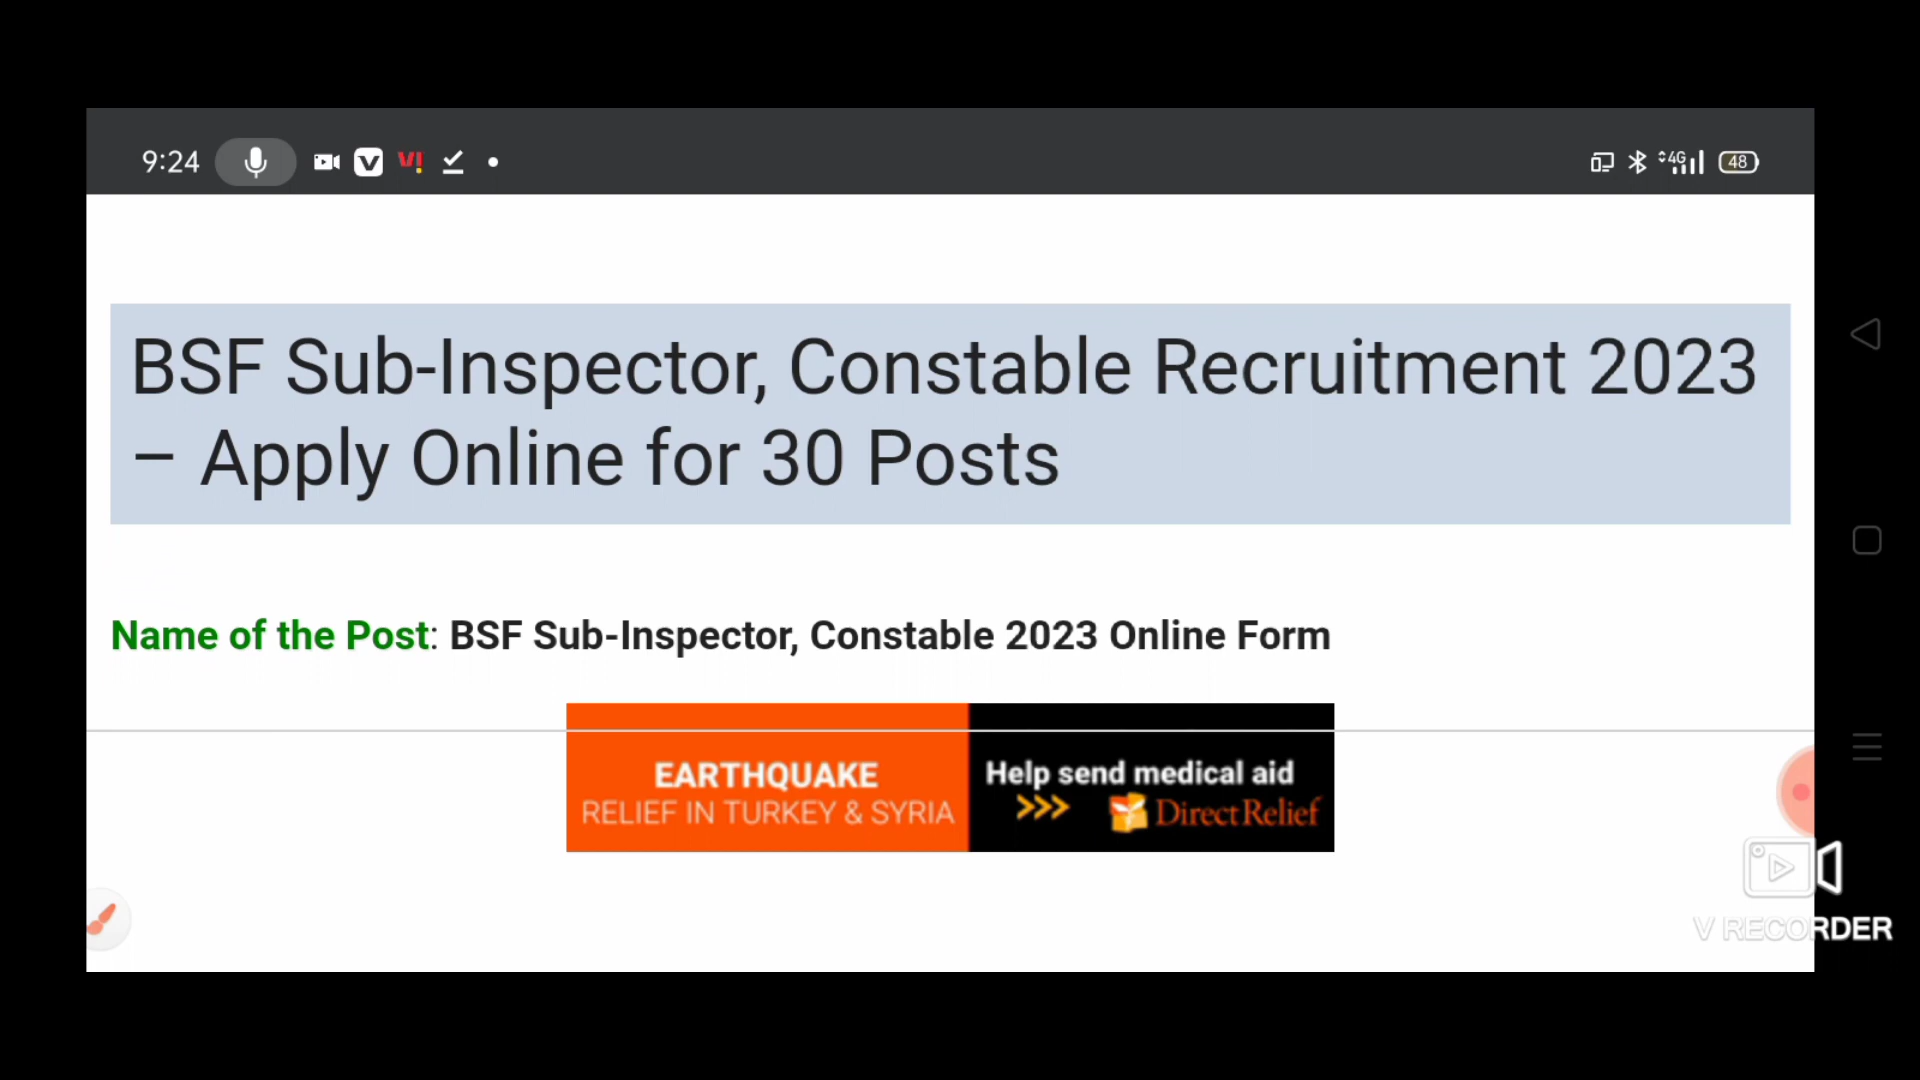 9:24
V
V!
4G
48
BSF Sub-Inspector, Constable Recruitment 2023
– Apply Online for 30 Posts
Name of the Post: BSF Sub-Inspector, Constable 2023 Online Form
EARTHQUAKE
RELIEF IN TURKEY & SYRIA
Help send medical aid
>>> DirectRelief
V RECORDER